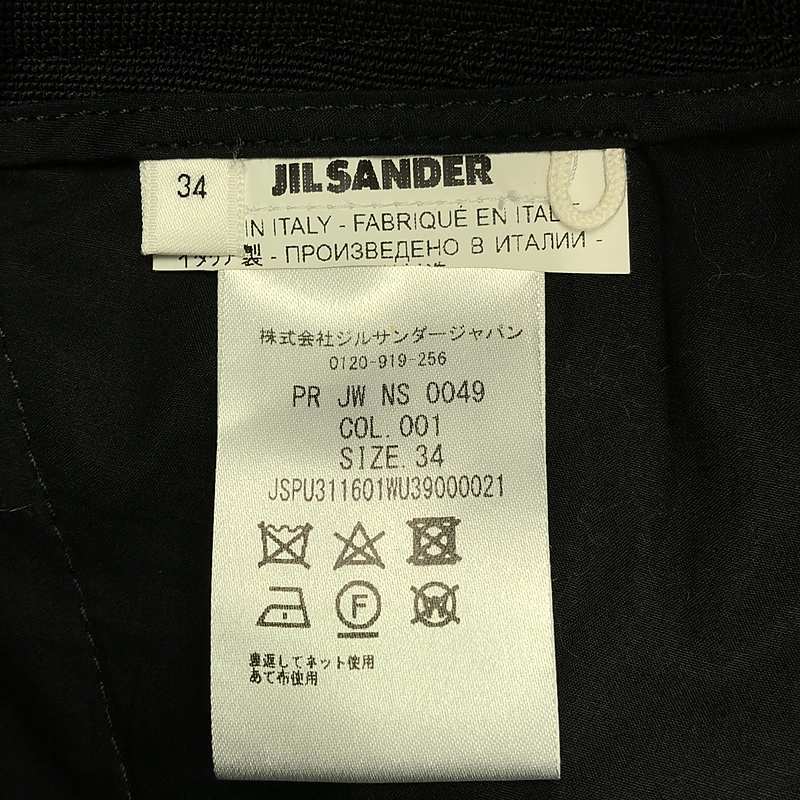 34
JIL SANDER
IN ITALY - FABRIQUÉ EN
製 - ПРОИЗВЕДЕНО В ИТАЛИИ -
株式会社ジルサンダージャパン
0120-919-256
PR JW NS 0049
COL.001
SIZE.34
JSPU311601WU39000021
F
W
裏返してネット使用
あて布使用